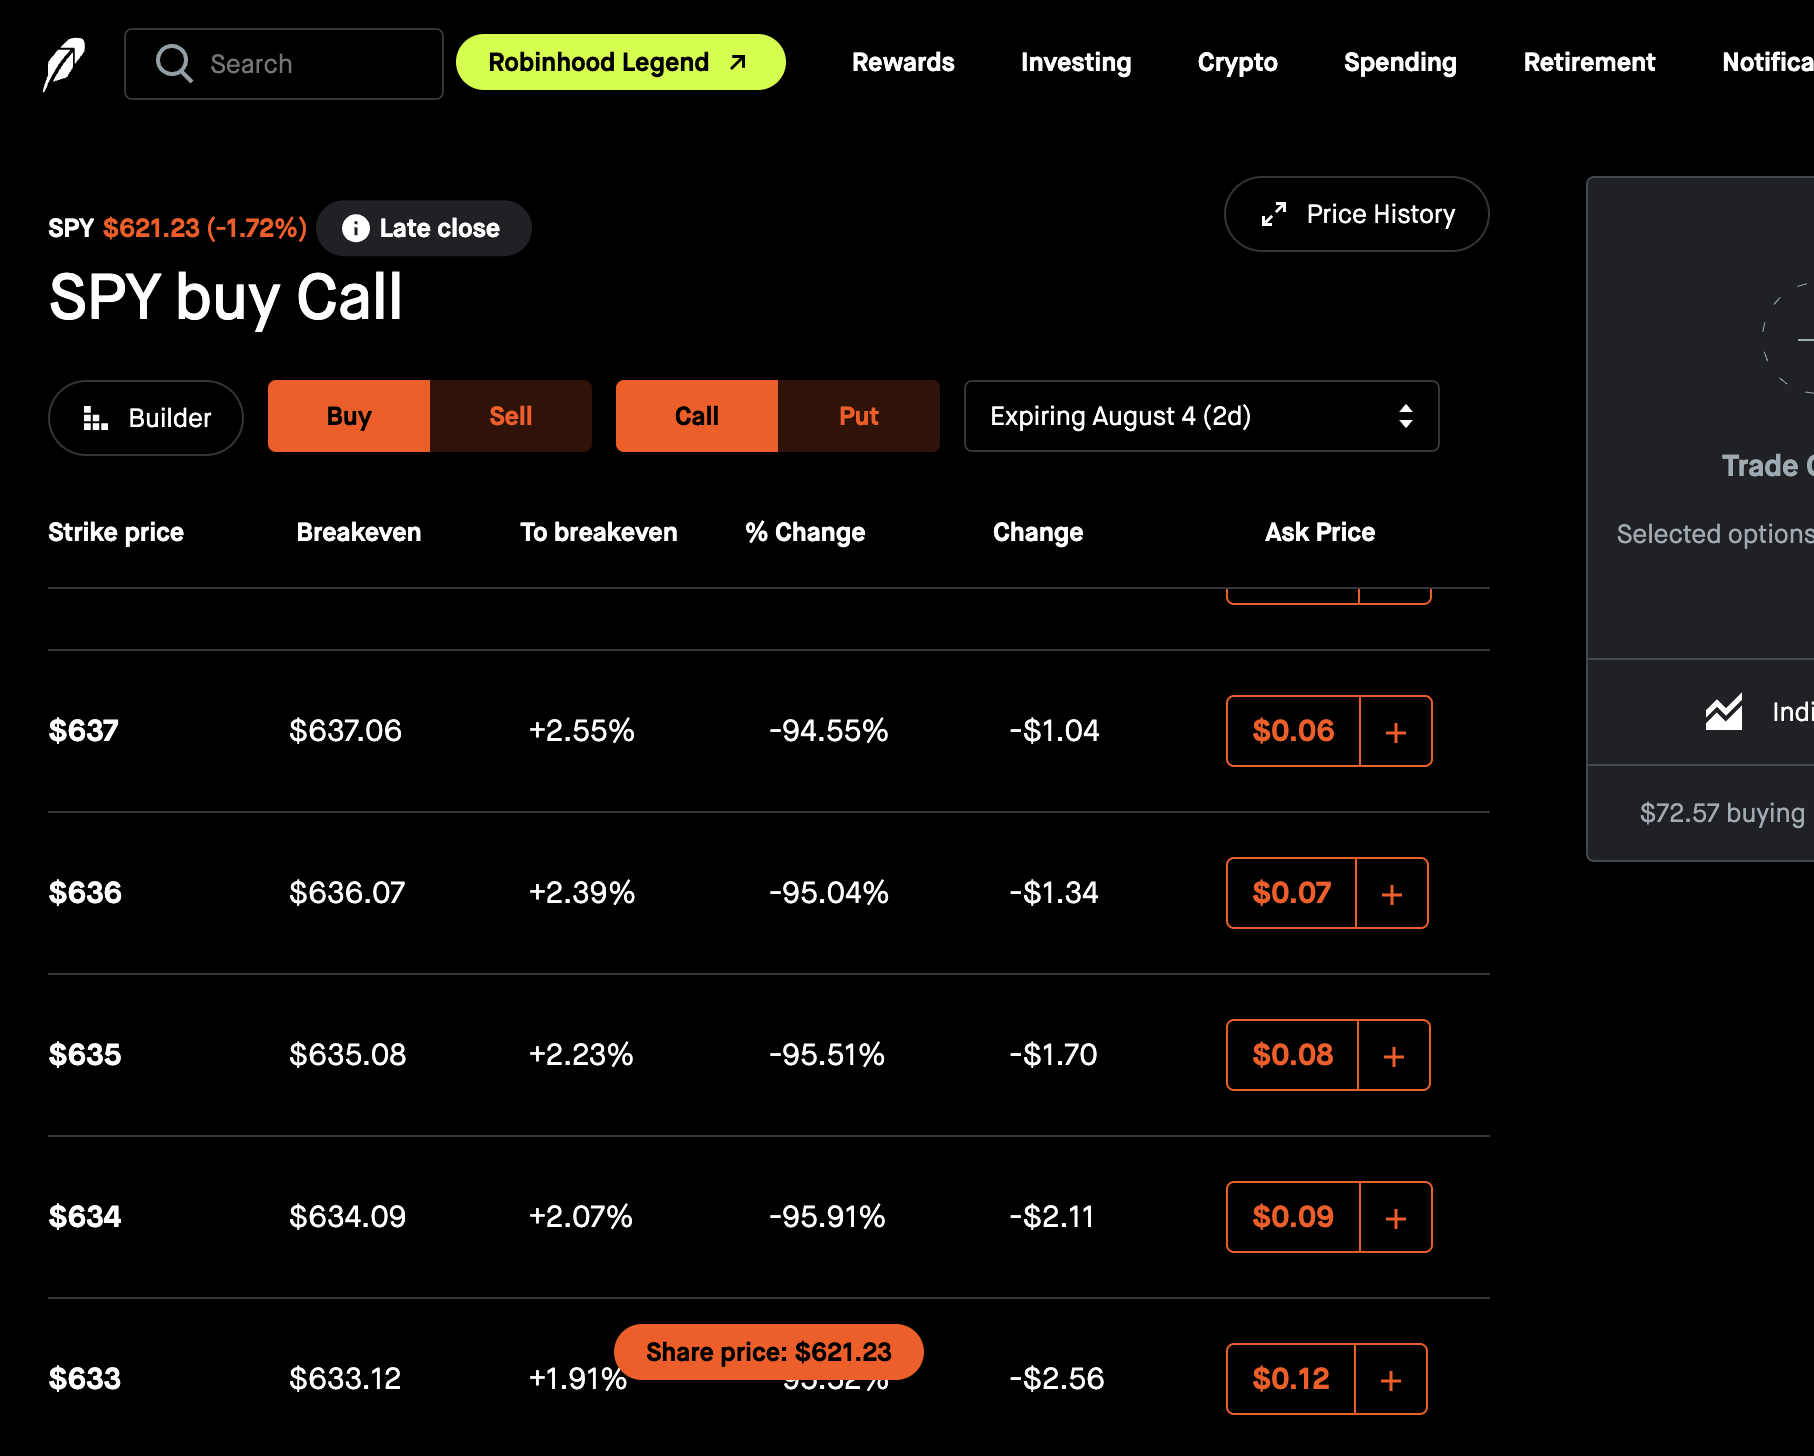 Search
Robinhood Legend
Rewards
Investing
Crypto
Spending
Retirement
SPY $621.23 (-1.72%)
Late close
Price History
SPY buy Call
Builder
Buy
Sell
Call
Put
Expiring August 4 (2d)
Trade
Selected options
Strike price Breakeven To breakeven % Change Change Ask Price
$637 $637.06 +2.55% -94.55% -$1.04 $0.06 +
$636 $636.07 +2.39% -95.04% -$1.34 $0.07 +
$635 $635.08 +2.23% -95.51% -$1.70 $0.08 +
$634 $634.09 +2.07% -95.91% -$2.11 $0.09 +
Share price: $621.23
$633 $633.12 +1.91% -$2.56 $0.12 +
$72.57 buying